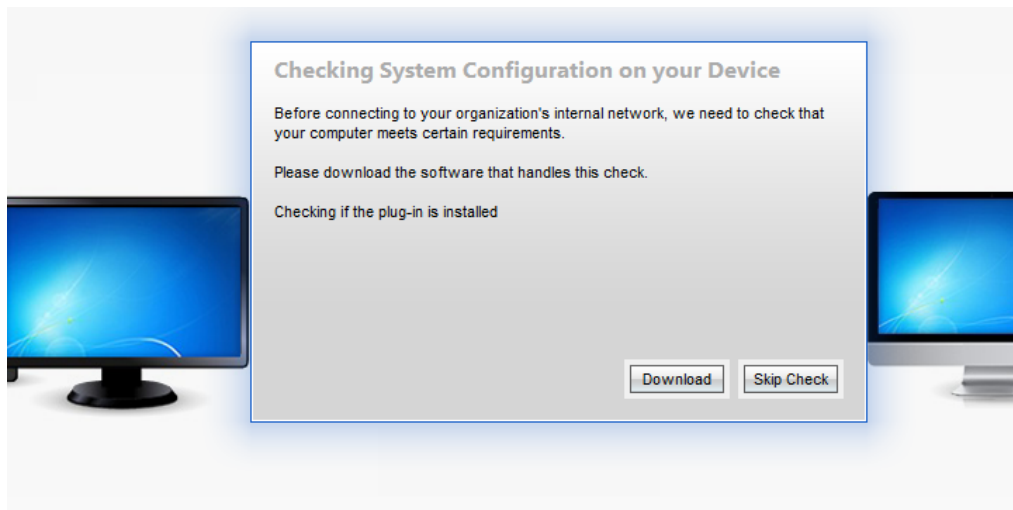 Checking System Configuration on your Device
Before connecting to your organization's internal network, we need to check that
your computer meets certain requirements.
Please download the software that handles this check.
Checking if the plug-in is installed
Download Skip Check